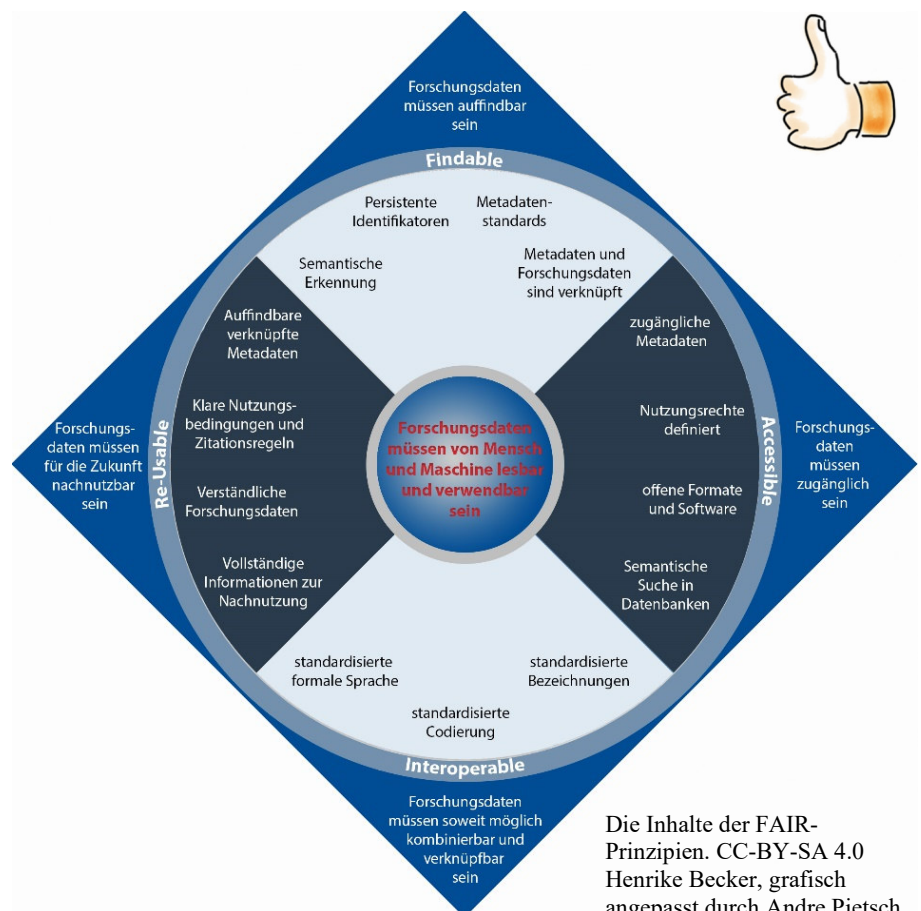 Forschungsdaten
müssen auffindbar
sein
Findable
Persistente
Identifikatoren
Metadaten-
standards
Semantische
Erkennung
Metadaten und
Forschungsdaten
sind verknüpft
Auffindbare
verknüpfte
Metadaten
Klare Nutzungs-
bedingungen und
Zitationsregeln
Verständliche
Forschungsdaten
Vollständige
Informationen zur
Nachnutzung
Re-Usable
Forschungs-
daten müssen
für die Zukunft
nachnutzbar
sein
Forschungsdaten
müssen von Mensch
und Maschine lesbar
und verwendbar
sein
zugängliche
Metadaten
Nutzungsrechte
definiert
offene Formate
und Software
Semantische
Suche in
Datenbanken
Accessible
Forschungs-
daten
müssen
zugänglich
sein
standardisierte
formale Sprache
standardisierte
Codierung
standardisierte
Bezeichnungen
Interoperable
Forschungsdaten
müssen soweit möglich
kombinierbar und
verknüpfbar
sein
Die Inhalte der FAIR-
Prinzipien. CC-BY-SA 4.0
Henrike Becker, grafisch
angepasst durch Andre Pietsch